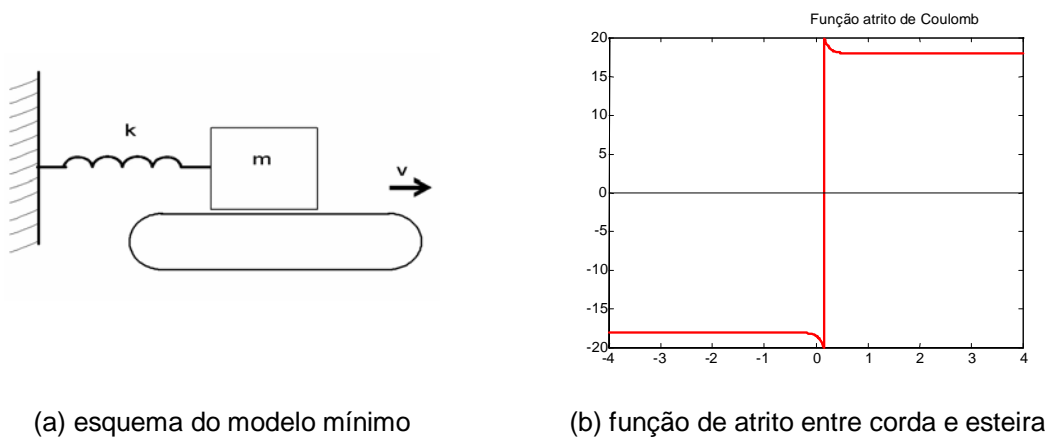 Função atrito de Coulomb
k
m
v
20
15
10
5
0
-5
-10
-15
-20
-4 -3 -2 -1 0 1 2 3 4
(a) esquema do modelo mínimo
(b) função de atrito entre corda e esteira